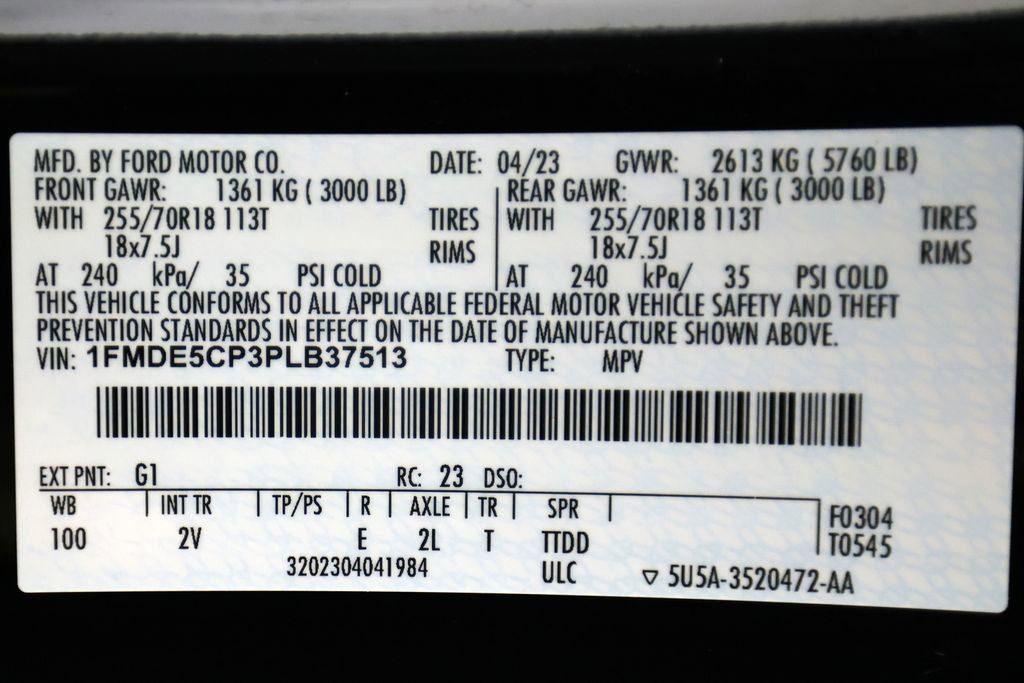 MFD. BY FORD MOTOR CO. DATE: 04/23 GVWR: 2613 KG ( 5760 LB)
FRONT GAWR: 1361 KG ( 3000 LB) REAR GAWR: 1361 KG ( 3000 LB)
WITH 255/70R18 113T TIRES WITH 255/70R18 113T TIRES
18x7.5J RIMS 18x7.5J RIMS
AT 240 kPa/ 35 PSI COLD AT 240 kPa/ 35 PSI COLD
THIS VEHICLE CONFORMS TO ALL APPLICABLE FEDERAL MOTOR VEHICLE SAFETY AND THEFT
PREVENTION STANDARDS IN EFFECT ON THE DATE OF MANUFACTURE SHOWN ABOVE.
VIN: 1FMDE5CP3PLB37513 TYPE: MPV
EXT PNT: G1 RC: 23 DSO:
WB INT TR TP/PS R AXLE TR SPR F0304
100 2V E 2L T TTDD T0545
3202304041984 ULC ▽ 5U5A-3520472-AA